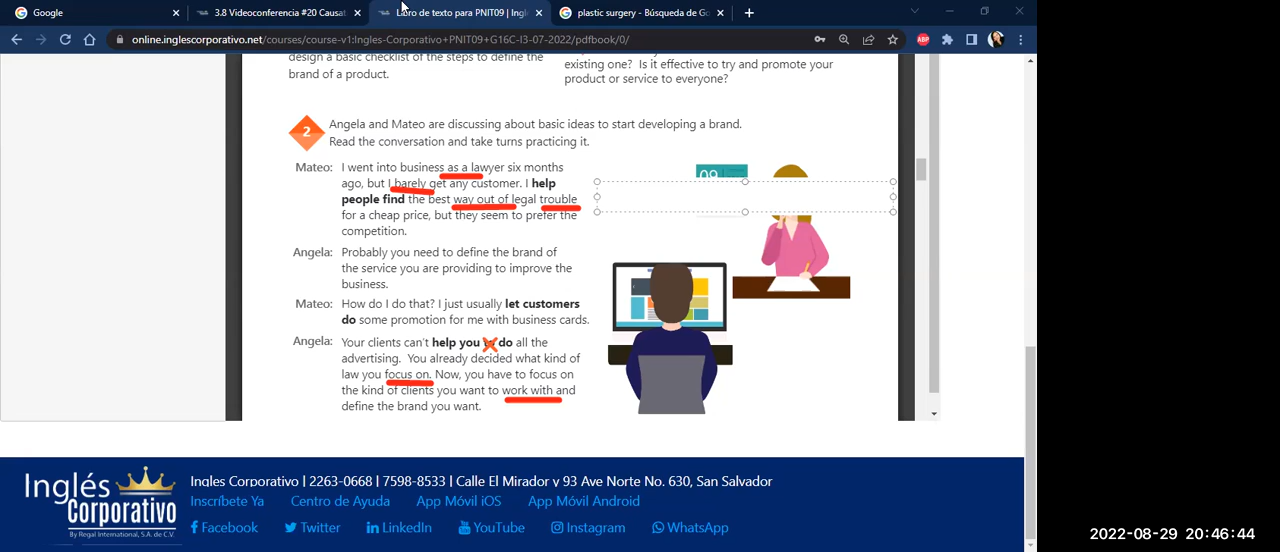 Google
3.8 Videoconferencia #20 Causat
Libro de texto para PNIT09 | Ingl
plastic surgery - Búsqueda de Go
online.inglescorporativo.net/courses/course-v1:Ingles-Corporativo+PNIT09+G16C-I3-07-2022/pdfbook/0/
ABP
design a basic checklist of the steps to define the
brand of a product.
existing one? Is it effective to try and promote your
product or service to everyone?
2
Angela and Mateo are discussing about basic ideas to start developing a brand.
Read the conversation and take turns practicing it.
Mateo: I went into business as a lawyer six months
ago, but I barely get any customer. I help
people find the best way out of legal trouble
for a cheap price, but they seem to prefer the
competition.
Angela: Probably you need to define the brand of
the service you are providing to improve the
business.
Mateo: How do I do that? I just usually let customers
do some promotion for me with business cards.
Angela: Your clients can't help you to do all the
advertising. You already decided what kind of
law you focus on. Now, you have to focus on
the kind of clients you want to work with and
define the brand you want.
09
Inglés
Corporativo
By Regal International, S.A. de C.V.
Ingles Corporativo | 2263-0668 | 7598-8533 | Calle El Mirador y 93 Ave Norte No. 630, San Salvador
Inscríbete Ya Centro de Ayuda App Móvil iOS App Móvil Android
Facebook Twitter LinkedIn YouTube Instagram WhatsApp
2022-08-29 20:46:44